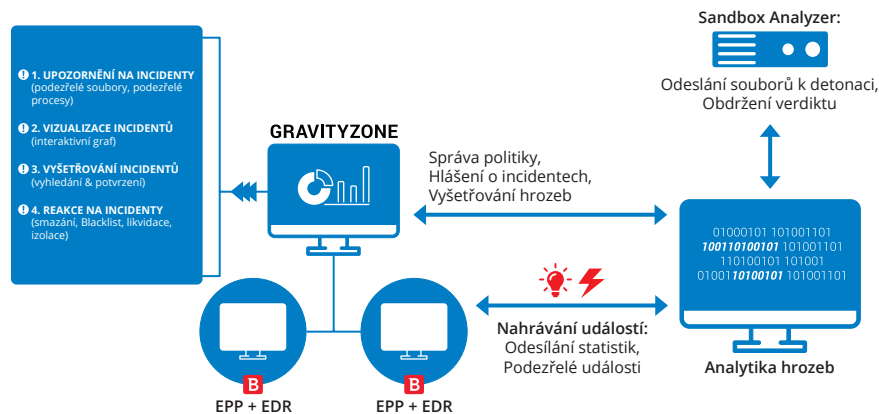 1. UPOZORNĚNÍ NA INCIDENTY
(podezřelé soubory, podezřelé
procesy)
2. VIZUALIZACE INCIDENTŮ
(interaktivní graf)
3. VYŠETŘOVÁNÍ INCIDENTŮ
(vyhledání & potvrzení)
4. REAKCE NA INCIDENTY
(smazání, Blacklist, likvidace,
izolace)
GRAVITYZONE
Správa politiky,
Hlášení o incidentech,
Vyšetřování hrozeb
Sandbox Analyzer:
Odeslání souborů k detonaci,
Obdržení verdiktu
01000101 101001101
100110100101 101001101
110100101 101001
0100110100101 101001101
Analytika hrozeb
Nahrávání událostí:
Odesílání statistik,
Podezřelé události
B
EPP + EDR
B
EPP + EDR